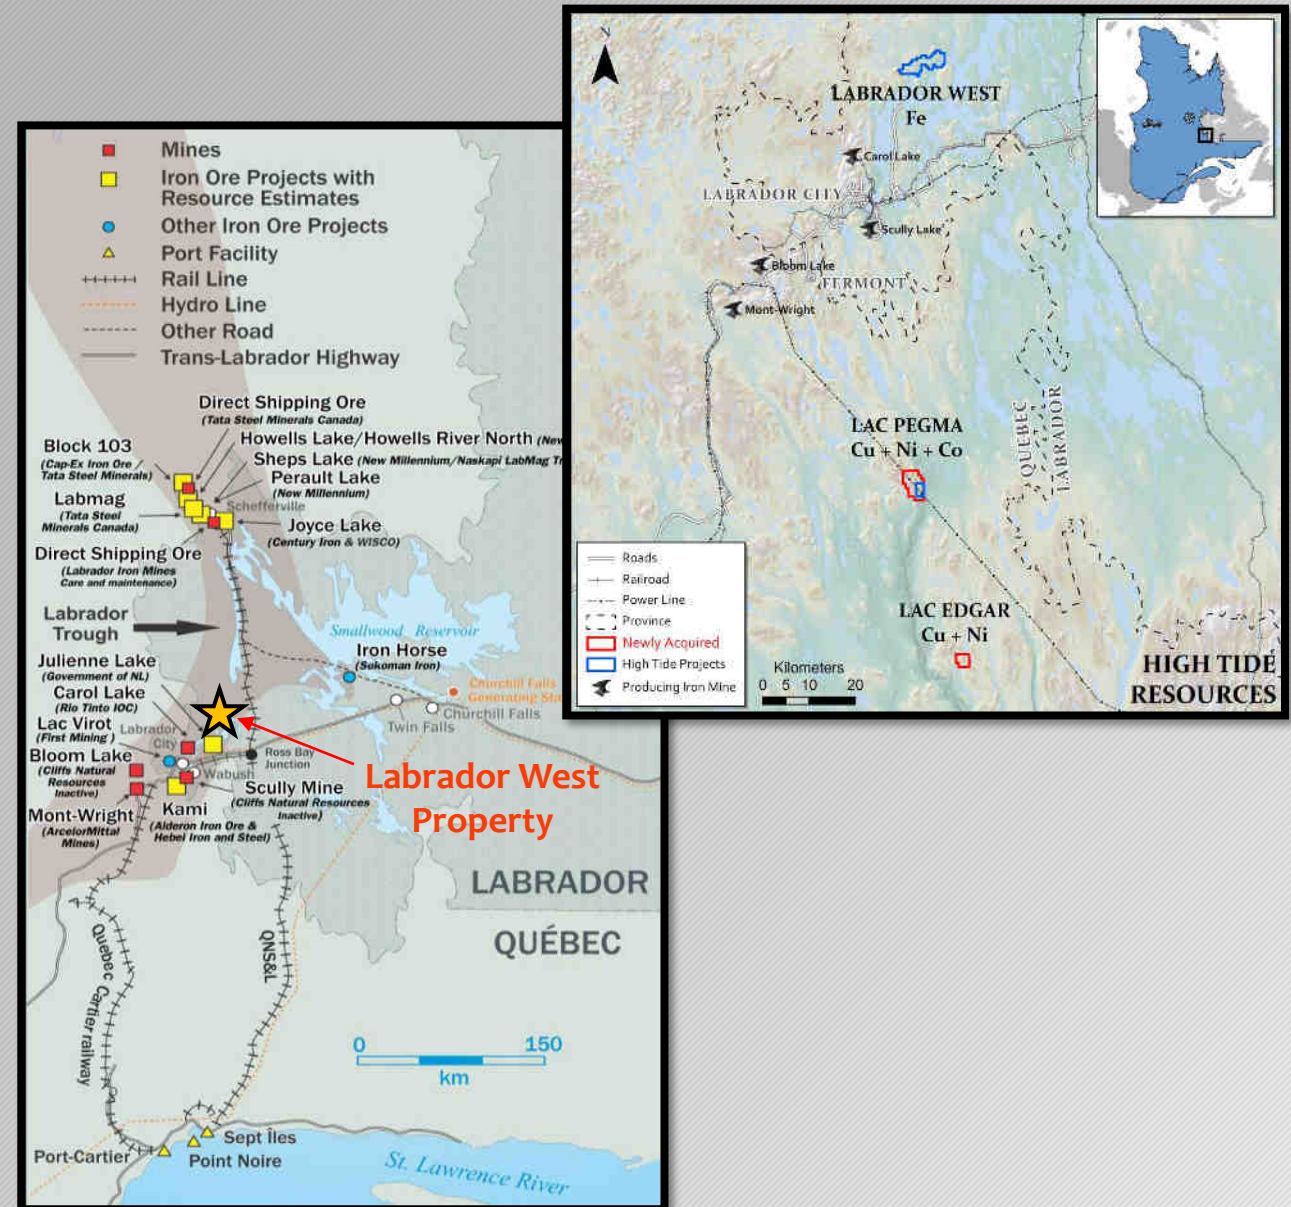 Mines
Iron Ore Projects with
Resource Estimates
Other Iron Ore Projects
Port Facility
Rail Line
Hydro Line
Other Road
Trans-Labrador Highway
Direct Shipping Ore
(Tata Steel Minerals Canada)
Howells Lake/Howells River North (New
Sheps Lake (New Millennium/Naskapi LabMag Tr
Perault Lake
(New Millennium)
Block 103
(Cap-Ex Iron Ore /
Tata Steel Minerals)
Labmag
(Tata Steel
Minerals Canada)
Schefferville
Joyce Lake
(Century Iron & WISCO)
Direct Shipping Ore
(Labrador Iron Mines
Care and maintenance)
Labrador
Trough
Smallwood Reservoir
Iron Horse
(Sokoman Iron)
Julienne Lake
(Government of NL)
Carol Lake
(Rio Tinto IOC)
Lac Virot
(First Mining )
Labrador
City
Bloom Lake
(Cliffs Natural
Resources
Inactive)
Wabush
Ross Bay
Junction
Twin Falls
Churchill Falls
Churchill Falls
Generating Sta
Scully Mine
(Cliffs Natural Resources
Inactive)
Mont-Wright
(ArcelorMittal
Mines)
Kami
(Alderon Iron Ore &
Hebei Iron and Steel)
Labrador West
Property
LABRADOR
QUÉBEC
Quebec Cartier railway
QNS&L
0 150
km
Sept Îles
Port-Cartier
Point Noire
St. Lawrence River
N
LABRADOR WEST
Fe
Carol Lake
LABRADOR CITY
Scully Lake
Bloom Lake
FERMONT
Mont-Wright
LAC PEGMA
Cu + Ni + Co
QUEBEC
LABRADOR
LAC EDGAR
Cu + Ni
Roads
Railroad
Power Line
Province
Newly Acquired
High Tide Projects
Producing Iron Mine
Kilometers
0 5 10 20
HIGH TIDE
RESOURCES